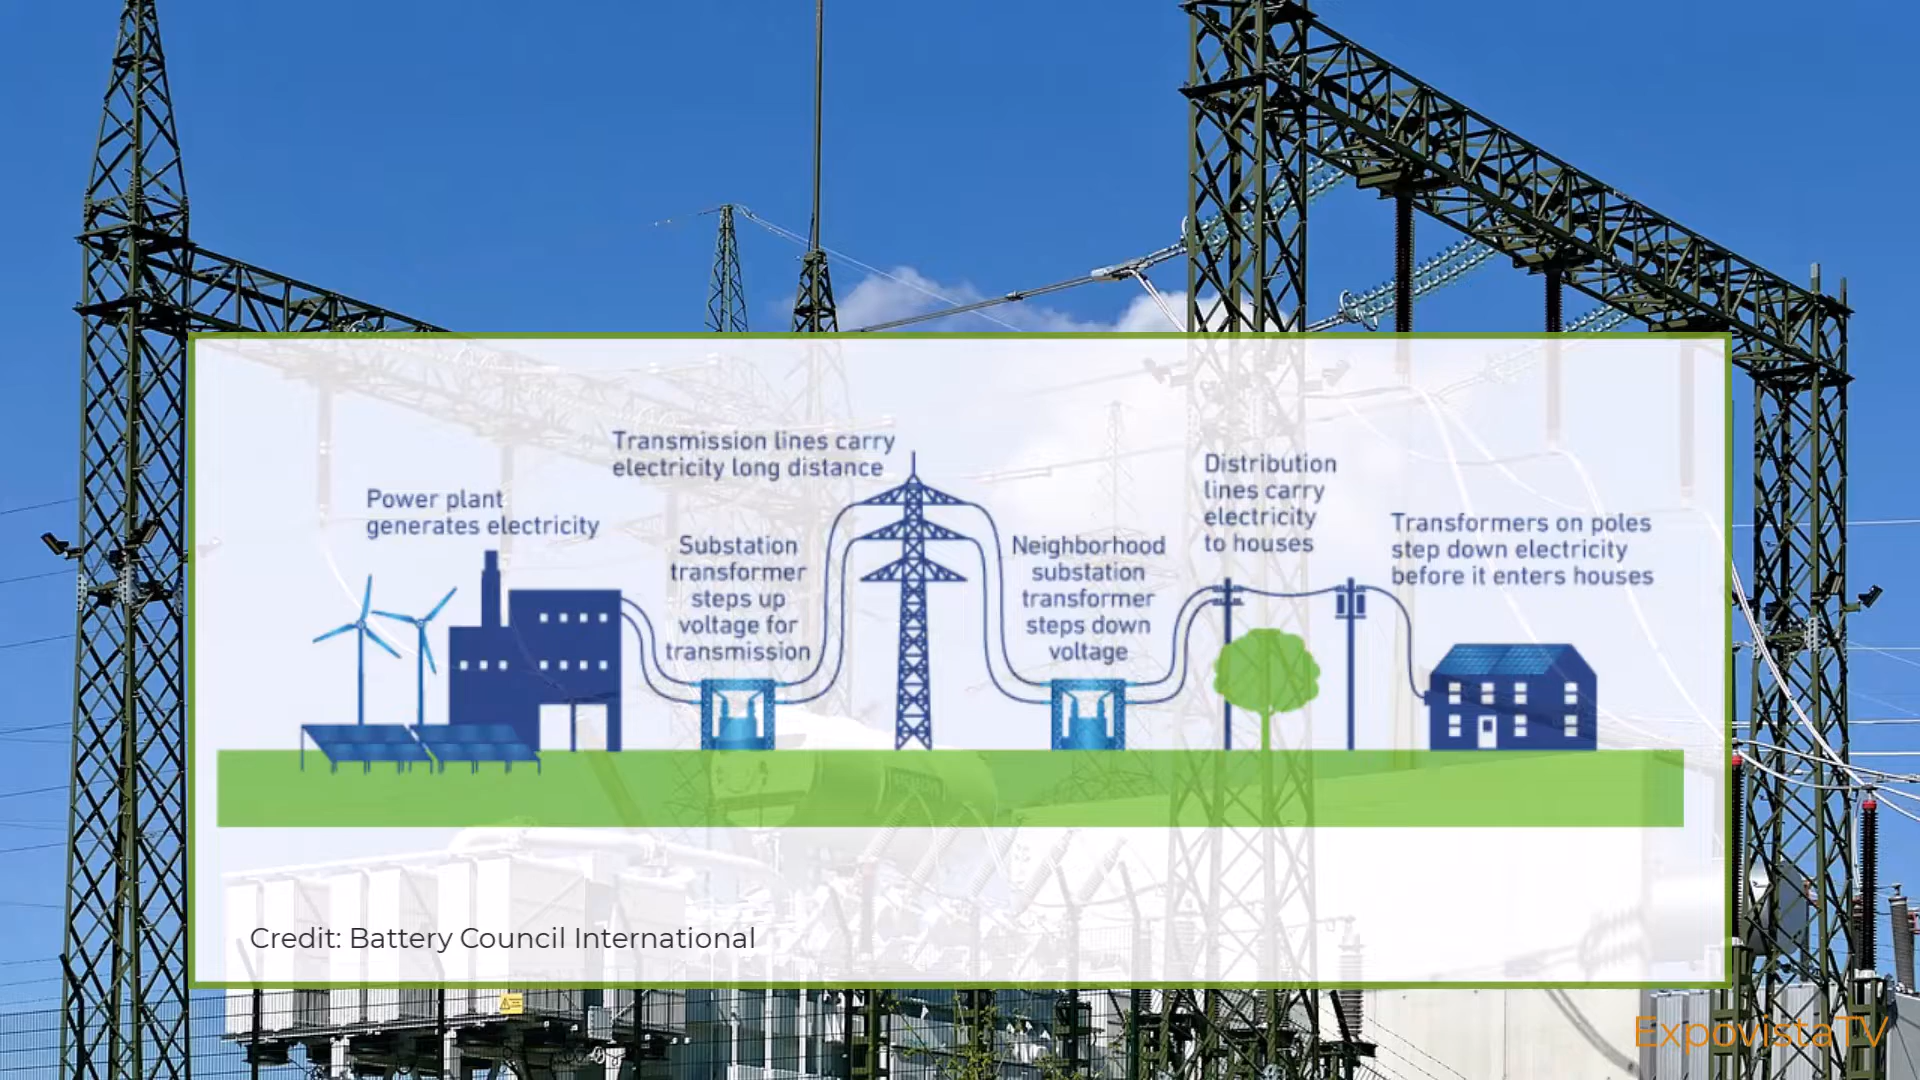 Transmission lines carry
electricity long distance
Power plant
generates electricity
Substation
transformer
steps up
voltage for
transmission
Neighborhood
substation
transformer
steps down
voltage
Distribution
lines carry
electricity
to houses
Transformers on poles
step down electricity
before it enters houses
Credit: Battery Council International
ExpovistaTV